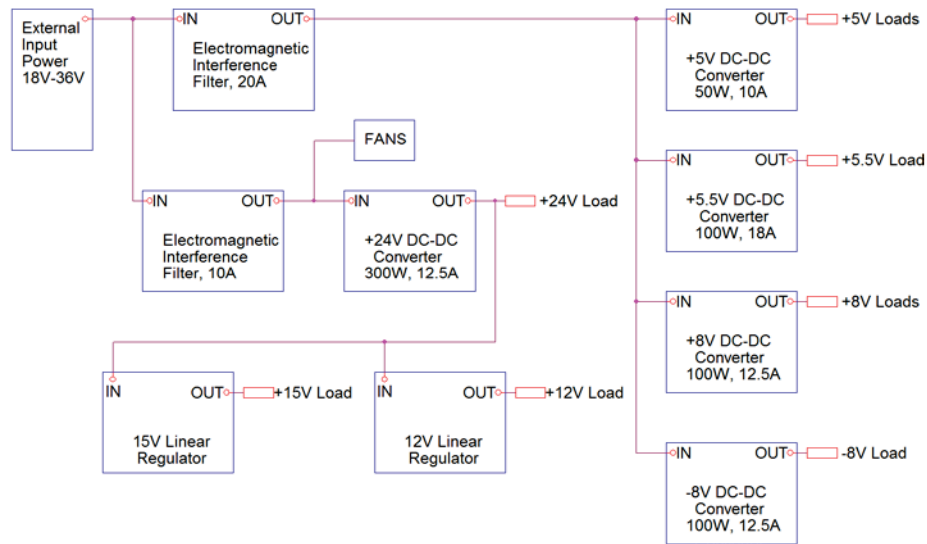 External
Input
Power
18V-36V
IN OUT
Electromagnetic
Interference
Filter, 20A
IN OUT
+5V DC-DC
Converter
50W, 10A
+5V Loads
FANS
IN OUT
+5.5V DC-DC
Converter
100W, 18A
+5.5V Load
IN OUT
Electromagnetic
Interference
Filter, 10A
IN OUT
+24V DC-DC
Converter
300W, 12.5A
+24V Load
IN OUT
+8V DC-DC
Converter
100W, 12.5A
+8V Loads
IN OUT
15V Linear
Regulator
+15V Load
IN OUT
12V Linear
Regulator
+12V Load
IN OUT
-8V DC-DC
Converter
100W, 12.5A
-8V Load